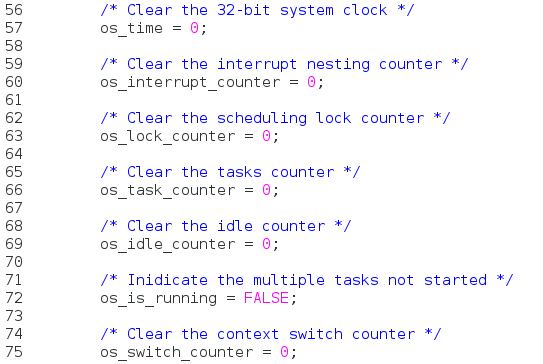 56 /* Clear the 32-bit system clock */
57 os_time = 0;
58
59 /* Clear the interrupt nesting counter */
60 os_interrupt_counter = 0;
61
62 /* Clear the scheduling lock counter */
63 os_lock_counter = 0;
64
65 /* Clear the tasks counter */
66 os_task_counter = 0;
67
68 /* Clear the idle counter */
69 os_idle_counter = 0;
70
71 /* Inidicate the multiple tasks not started */
72 os_is_running = FALSE;
73
74 /* Clear the context switch counter */
75 os_switch_counter = 0;